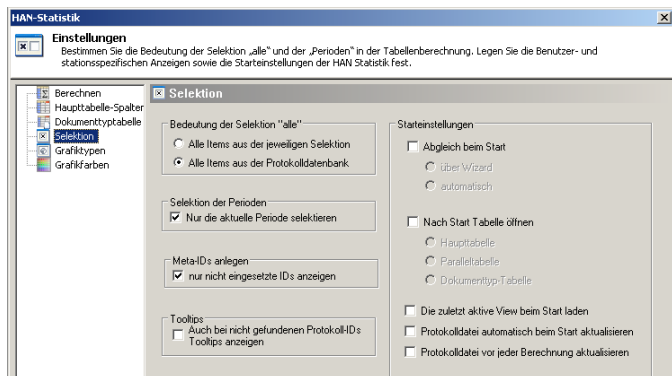 HAN-Statistik
Einstellungen
Bestimmen Sie die Bedeutung der Selektion „alle" und der „Perioden" in der Tabellenberechnung. Legen Sie die Benutzer- und
stationsspezifischen Anzeigen sowie die Starteinstellungen der HAN Statistik fest.
Berechnen
Haupttabelle-Spalter
Dokumenttyptabelle
Selektion
Grafiktypen
Grafikfarben
Selektion
Bedeutung der Selektion "alle"
Alle Items aus der jeweiligen Selektion
Alle Items aus der Protokolldatenbank
Selektion der Perioden
Nur die aktuelle Periode selektieren
Meta-IDs anlegen
nur nicht eingesetzte IDs anzeigen
Tooltips
Auch bei nicht gefundenen Protokoll-IDs
Tooltips anzeigen
Starteinstellungen
Abgleich beim Start
über Wizard
automatisch
Nach Start Tabelle öffnen
Haupttabelle
Paralleltabelle
Dokumenttyp-Tabelle
Die zuletzt aktive View beim Start laden
Protokolldatei automatisch beim Start aktualisieren
Protokolldatei vor jeder Berechnung aktualisieren